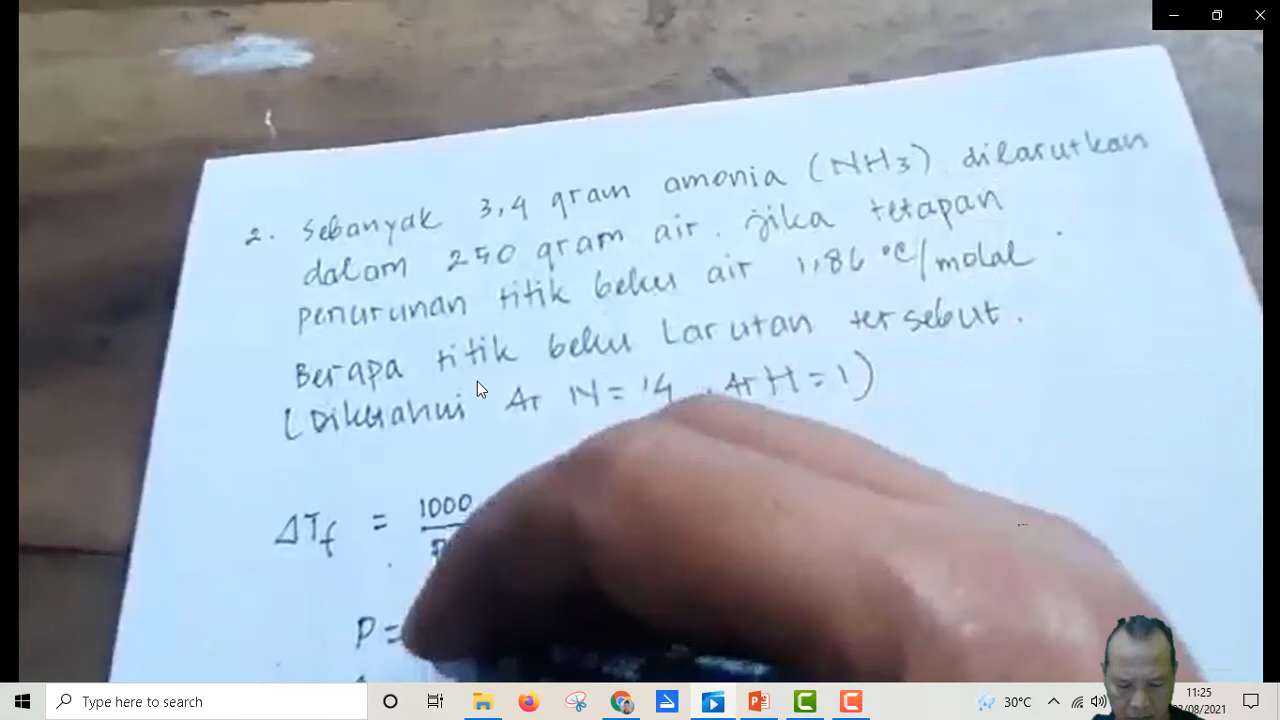 2. Sebanyak 3,4 gram amonia (NH3) dilarutkan
dalam 250 gram air. jika tetapan
penurunan titik beku air 1,86 °C/molal
Berapa titik beku Larutan tersebut.
(Diketahui Ar N = 14, Ar H = 1)
ΔTf = 1000
P =
Type here to search
30°C
11:25